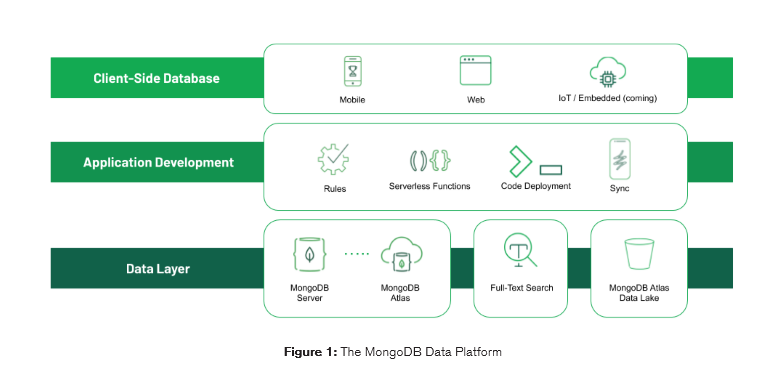 Client-Side Database
Mobile
Web
IoT / Embedded (coming)
Application Development
Rules
Serverless Functions
Code Deployment
Sync
Data Layer
MongoDB
Server
MongoDB
Atlas
Full-Text Search
MongoDB Atlas
Data Lake
Figure 1: The MongoDB Data Platform